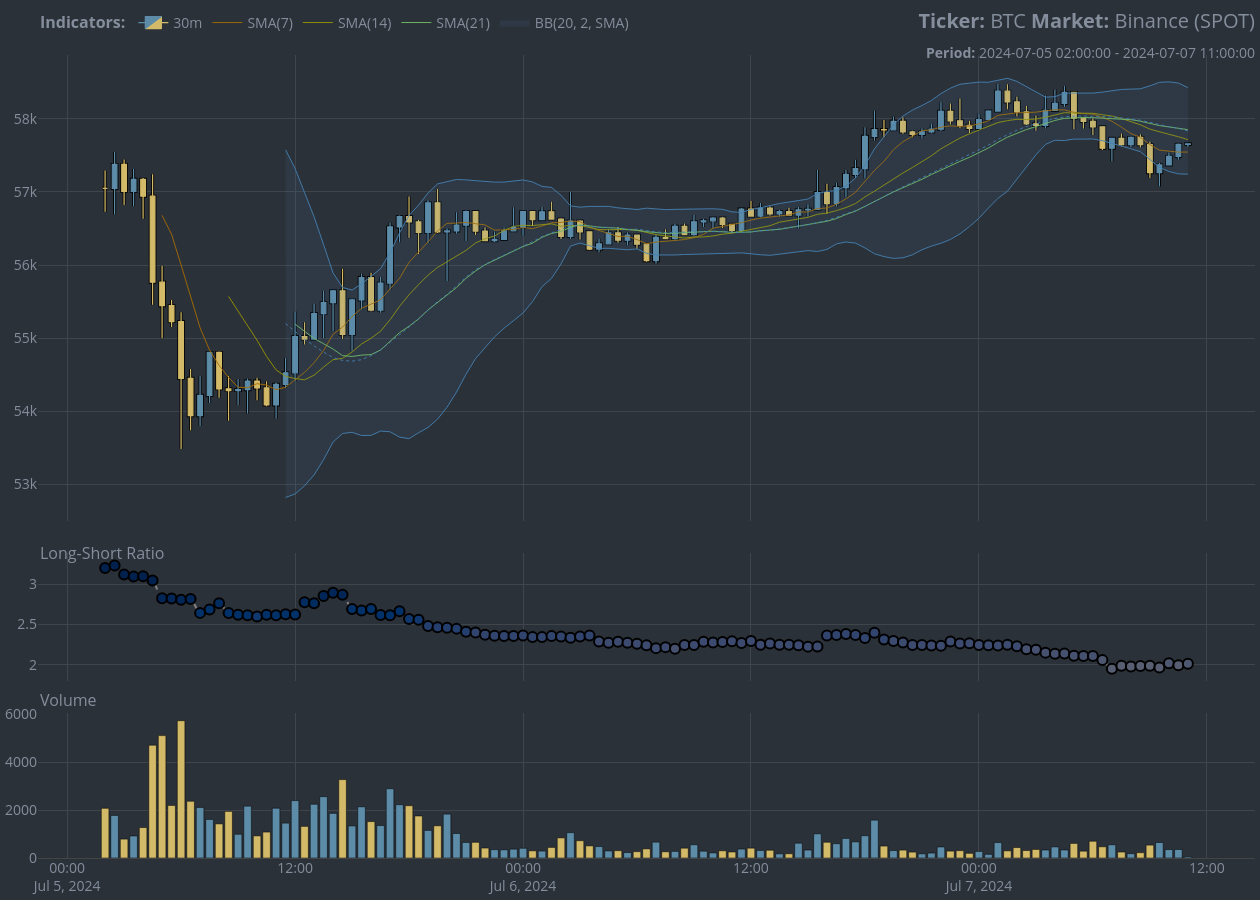 Indicators: 30m SMA(7) SMA(14) SMA(21) BB(20, 2, SMA)
Ticker: BTC Market: Binance (SPOT)
Period: 2024-07-05 02:00:00 - 2024-07-07 11:00:00
58k
57k
56k
55k
54k
53k
Long-Short Ratio
3
2.5
2
Volume
6000
4000
2000
0
00:00 12:00 00:00 12:00 00:00 12:00
Jul 5, 2024 Jul 6, 2024 Jul 7, 2024